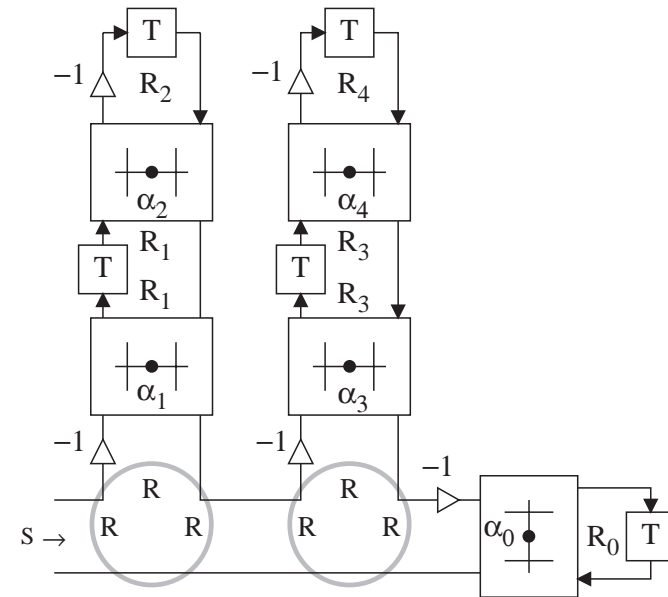 T T
−1 −1
R₂ R₄
α₂ α₄
R₁ R₃
T T
R₁ R₃
α₁ α₃
−1 −1 −1
R R
R R R R
S → α₀ R₀ T